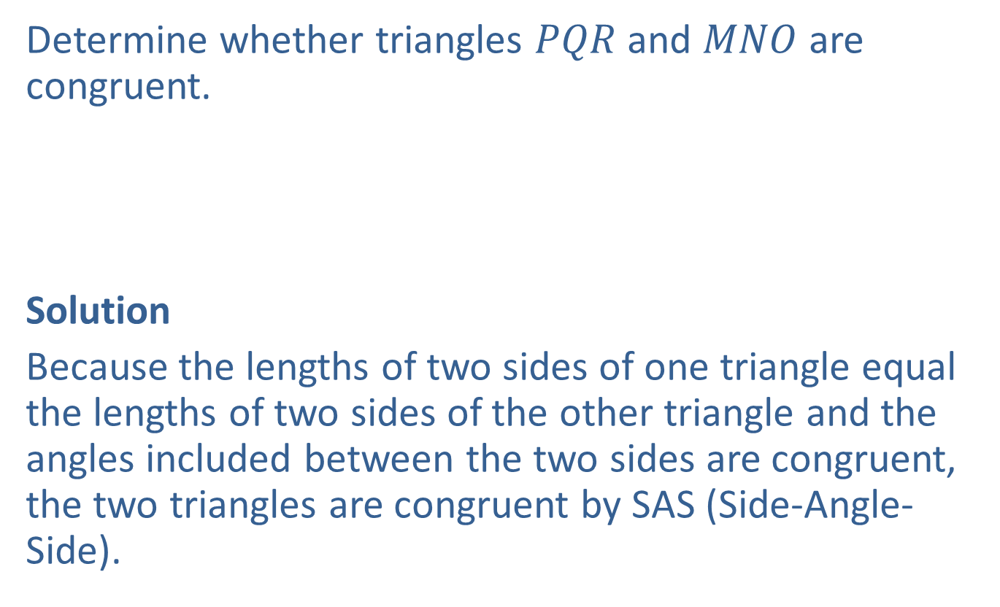 Determine whether triangles PQR and MNO are
congruent.
Solution
Because the lengths of two sides of one triangle equal
the lengths of two sides of the other triangle and the
angles included between the two sides are congruent,
the two triangles are congruent by SAS (Side-Angle-
Side).